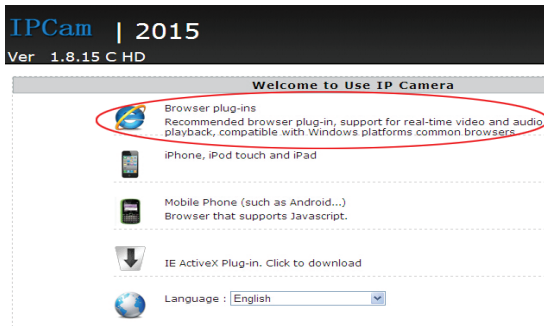 IPCam | 2015
Ver 1.8.15 C HD
Welcome to Use IP Camera
Browser plug-ins
Recommended browser plug-in, support for real-time video and audio
playback, compatible with Windows platforms common browsers...
iPhone, iPod touch and iPad
Mobile Phone (such as Android...)
Browser that supports Javascript.
IE ActiveX Plug-in. Click to download
Language : English